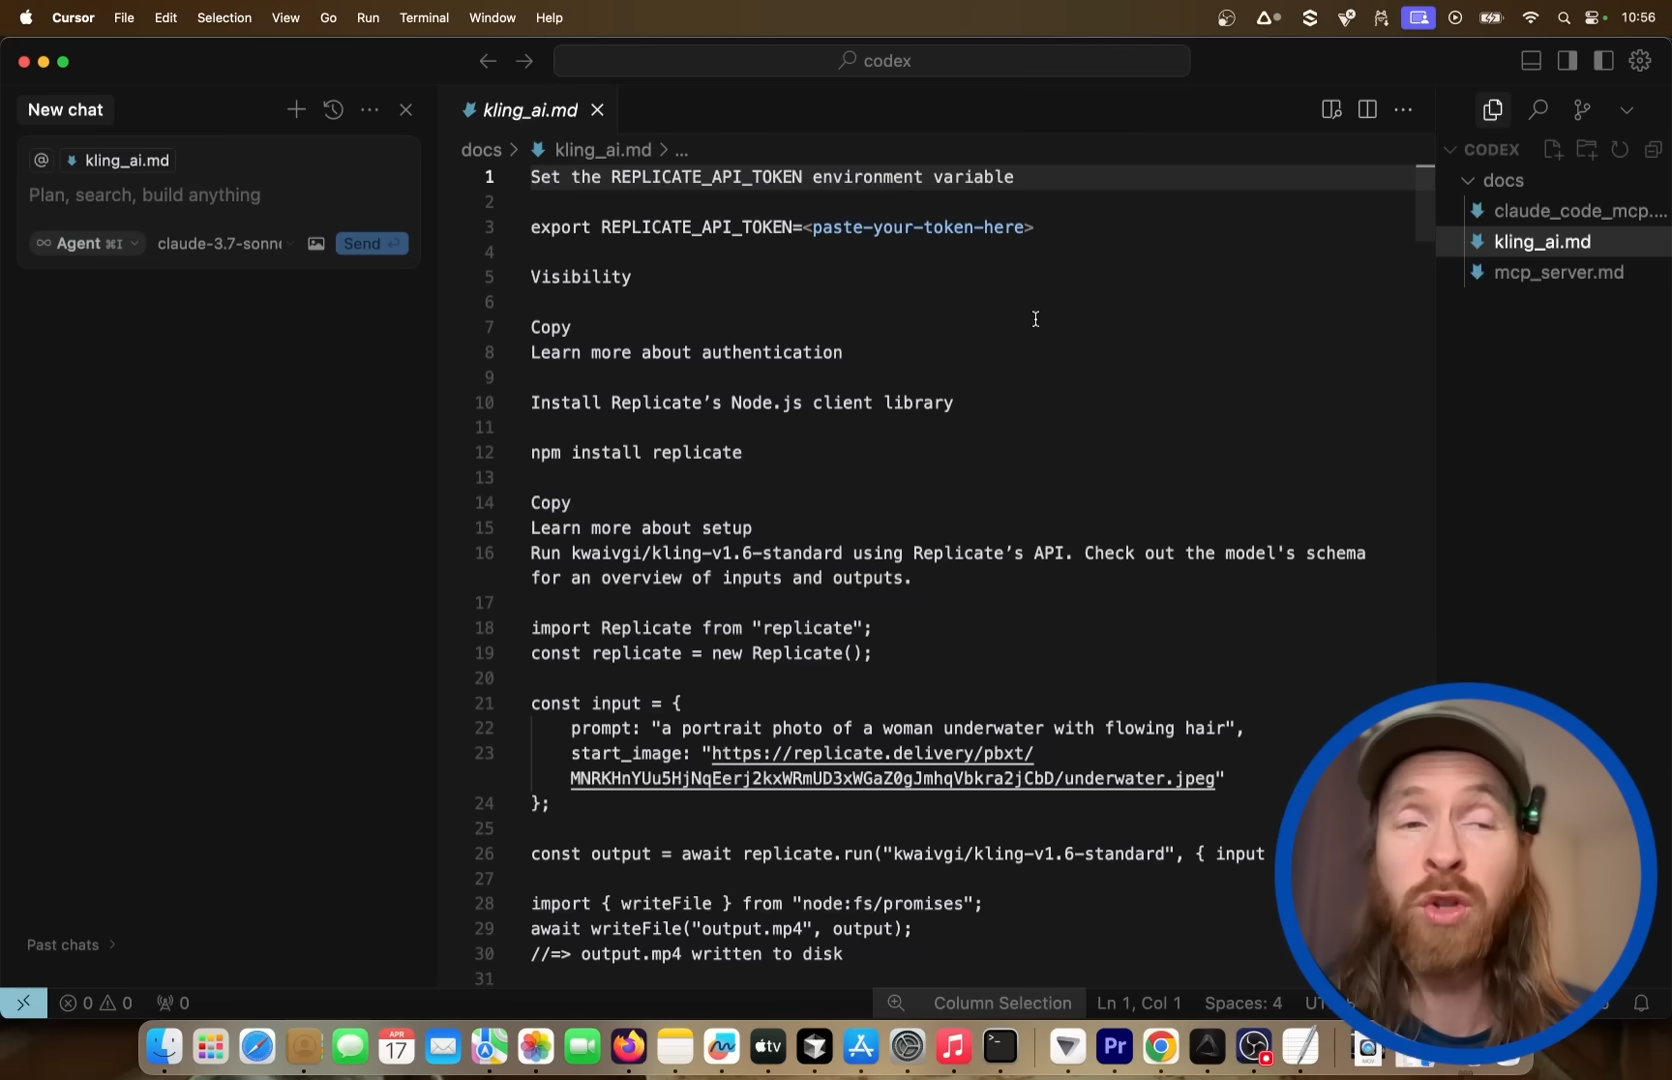 Cursor File Edit Selection View Go Run Terminal Window Help 10:56
codex
New chat
kling_ai.md
@ kling_ai.md
Plan, search, build anything
Agent ⌘I claude-3.7-sonn Send
Past chats
docs > kling_ai.md > ...
1 Set the REPLICATE_API_TOKEN environment variable
2
3 export REPLICATE_API_TOKEN=<paste-your-token-here>
4
5 Visibility
6
7 Copy
8 Learn more about authentication
9
10 Install Replicate’s Node.js client library
11
12 npm install replicate
13
14 Copy
15 Learn more about setup
16 Run kwaivgi/kling-v1.6-standard using Replicate’s API. Check out the model's schema
for an overview of inputs and outputs.
17
18 import Replicate from "replicate";
19 const replicate = new Replicate();
20
21 const input = {
22 prompt: "a portrait photo of a woman underwater with flowing hair",
23 start_image: "https://replicate.delivery/pbxt/
MNRKHnYUu5HjNqEerj2kxWRmUD3xWGaZ0gJmhqVbkra2jCbD/underwater.jpeg"
24 };
25
26 const output = await replicate.run("kwaivgi/kling-v1.6-standard", { input
27
28 import { writeFile } from "node:fs/promises";
29 await writeFile("output.mp4", output);
30 //=> output.mp4 written to disk
31
CODEX
docs
claude_code_mcp....
kling_ai.md
mcp_server.md
0 0 0
Column Selection Ln 1, Col 1 Spaces: 4
APR
17
tv
Pr